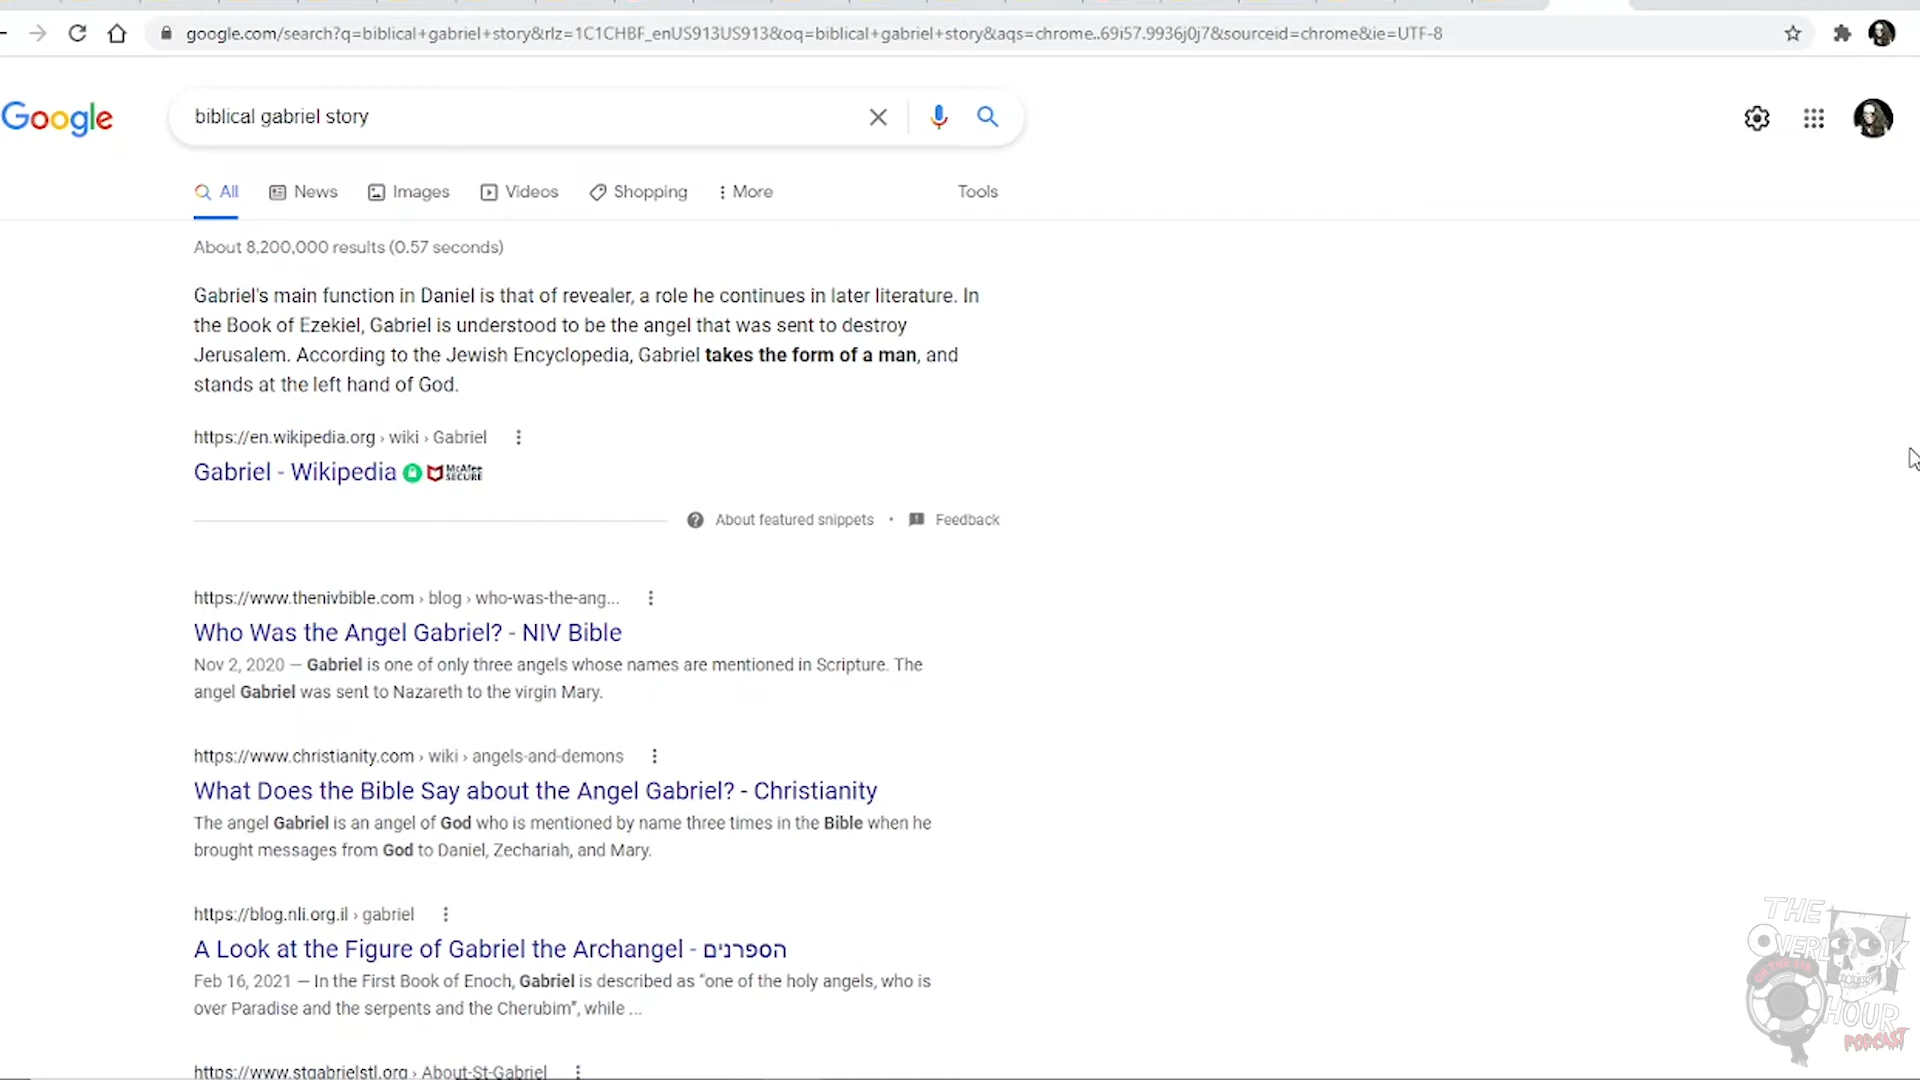 google.com/search?q=biblical+gabriel+story&rlz=1C1CHBF_enUS913US913&oq=biblical+gabriel+story&aqs=chrome..69i57.9936j0j7&sourceid=chrome&ie=UTF-8
Google
biblical gabriel story
All News Images Videos Shopping More Tools
About 8,200,000 results (0.57 seconds)
Gabriel's main function in Daniel is that of revealer, a role he continues in later literature. In
the Book of Ezekiel, Gabriel is understood to be the angel that was sent to destroy
Jerusalem. According to the Jewish Encyclopedia, Gabriel takes the form of a man, and
stands at the left hand of God.
https://en.wikipedia.org › wiki › Gabriel
Gabriel - Wikipedia McAfee SECURE
About featured snippets • Feedback
https://www.thenivbible.com › blog › who-was-the-ang...
Who Was the Angel Gabriel? - NIV Bible
Nov 2, 2020 — Gabriel is one of only three angels whose names are mentioned in Scripture. The
angel Gabriel was sent to Nazareth to the virgin Mary.
https://www.christianity.com › wiki › angels-and-demons
What Does the Bible Say about the Angel Gabriel? - Christianity
The angel Gabriel is an angel of God who is mentioned by name three times in the Bible when he
brought messages from God to Daniel, Zechariah, and Mary.
https://blog.nli.org.il › gabriel
A Look at the Figure of Gabriel the Archangel - הספרנים
Feb 16, 2021 — In the First Book of Enoch, Gabriel is described as "one of the holy angels, who is
over Paradise and the serpents and the Cherubim", while ...
https://www.stgabrielstl.org › About-St-Gabriel
THE
OVERLOOK
ON THE AIR
HOUR
PODCAST